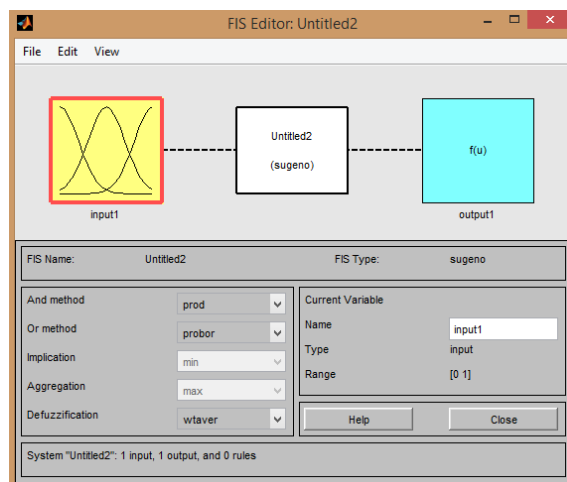 FIS Editor: Untitled2
File Edit View
Untitled2
(sugeno)
f(u)
input1
output1
FIS Name: Untitled2 FIS Type: sugeno
And method prod
Or method probor
Implication min
Aggregation max
Defuzzification wtaver
Current Variable
Name input1
Type input
Range [0 1]
Help Close
System "Untitled2": 1 input, 1 output, and 0 rules